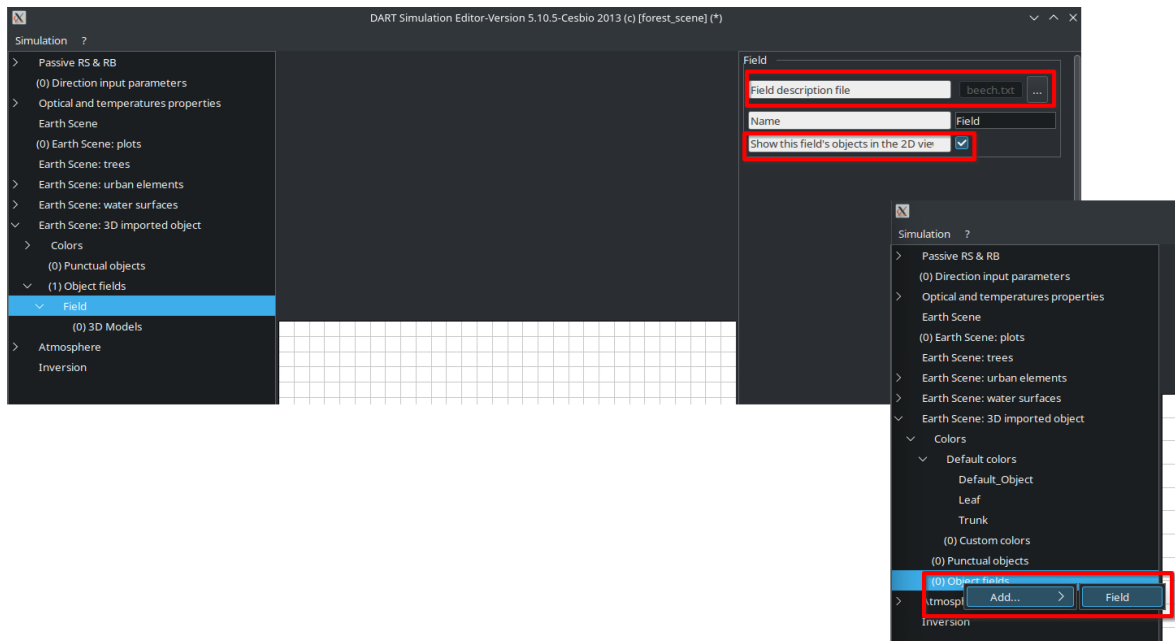 DART Simulation Editor-Version 5.10.5-Cesbio 2013 (c) [forest_scene] (*)
Simulation ?
Passive RS & RB
(0) Direction input parameters
Optical and temperatures properties
Earth Scene
(0) Earth Scene: plots
Earth Scene: trees
Earth Scene: urban elements
Earth Scene: water surfaces
Earth Scene: 3D imported object
Colors
(0) Punctual objects
(1) Object fields
Field
(0) 3D Models
Atmosphere
Inversion
Field
Field description file beech.txt ...
Name Field
Show this field's objects in the 2D vie
Simulation ?
Passive RS & RB
(0) Direction input parameters
Optical and temperatures properties
Earth Scene
(0) Earth Scene: plots
Earth Scene: trees
Earth Scene: urban elements
Earth Scene: water surfaces
Earth Scene: 3D imported object
Colors
Default colors
Default_Object
Leaf
Trunk
(0) Custom colors
(0) Punctual objects
(0) Object fields
Atmosp
Add... Field
Inversion